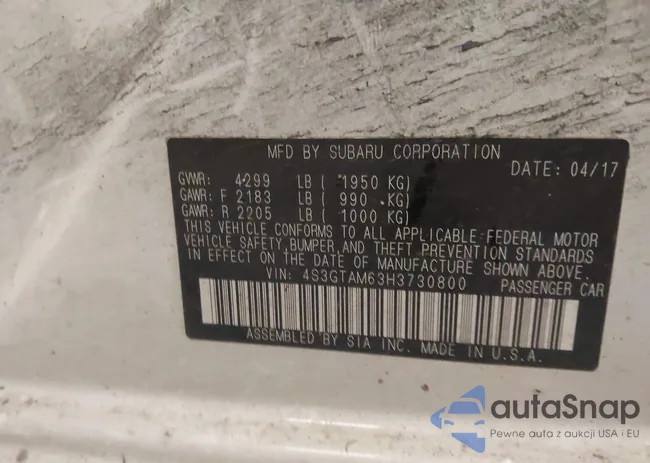 MFD BY SUBARU CORPORATION
DATE: 04/17
GVWR: 4299 LB ( 1950 KG)
GAWR: F 2183 LB ( 990 KG)
GAWR: R 2205 LB ( 1000 KG)
THIS VEHICLE CONFORMS TO ALL APPLICABLE FEDERAL MOTOR
VEHICLE SAFETY, BUMPER, AND THEFT PREVENTION STANDARDS
IN EFFECT ON THE DATE OF MANUFACTURE SHOWN ABOVE.
VIN: 4S3GTAM63H3730800
PASSENGER CAR
ASSEMBLED BY SIA INC. MADE IN U.S.A.
autaSnap
Pewne auta z aukcji USA i EU